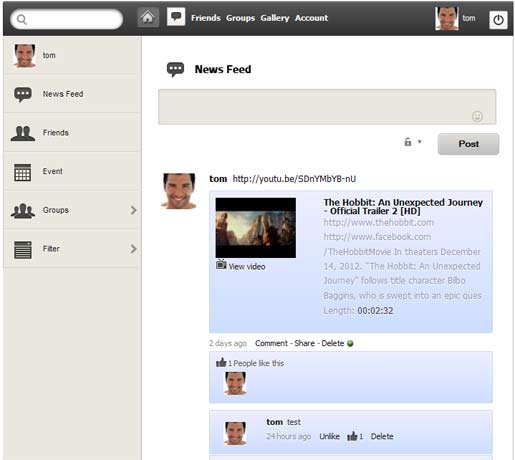 Friends Groups Gallery Account
tom
tom
News Feed
Friends
Event
Groups
Filter
News Feed
Post
tom http://youtu.be/SDnYMbYB-nU
The Hobbit: An Unexpected Journey
- Official Trailer 2 [HD]
http://www.thehobbit.com
http://www.facebook.com
/TheHobbitMovie In theaters December
14, 2012. "The Hobbit: An Unexpected
Journey" follows title character Bibo
Baggins, who is swept into an epic ques
Length: 00:02:32
View video
2 days ago Comment - Share - Delete
1 People like this
tom test
24 hours ago Unlike 1 Delete